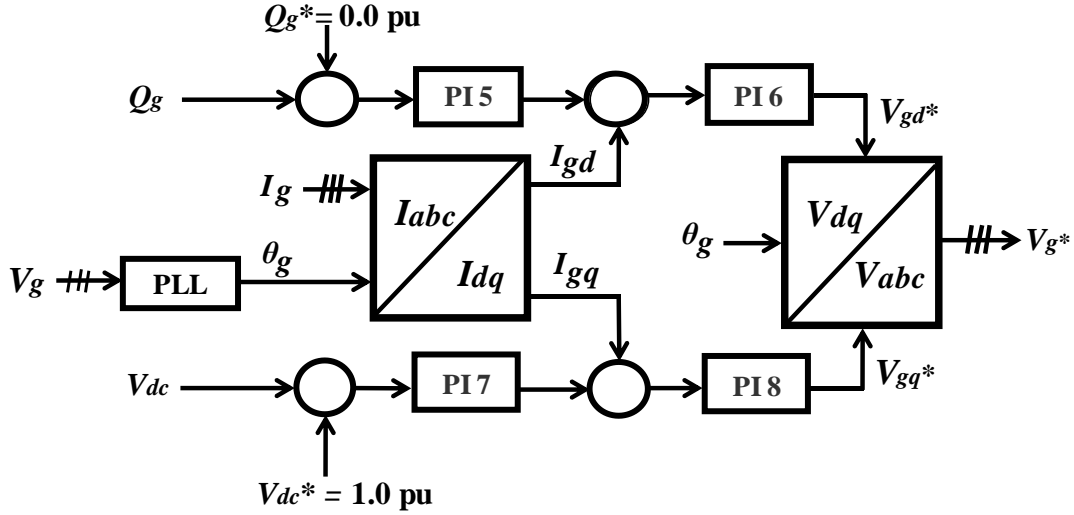 Qg* = 0.0 pu
Qg
PI 5
PI 6
Vgd*
Ig
Iabc
Idq
Igd
Vdq
Vabc
θg
Vg*
Vg
PLL
θg
Igq
Vdc
PI 7
PI 8
Vgq*
Vdc* = 1.0 pu